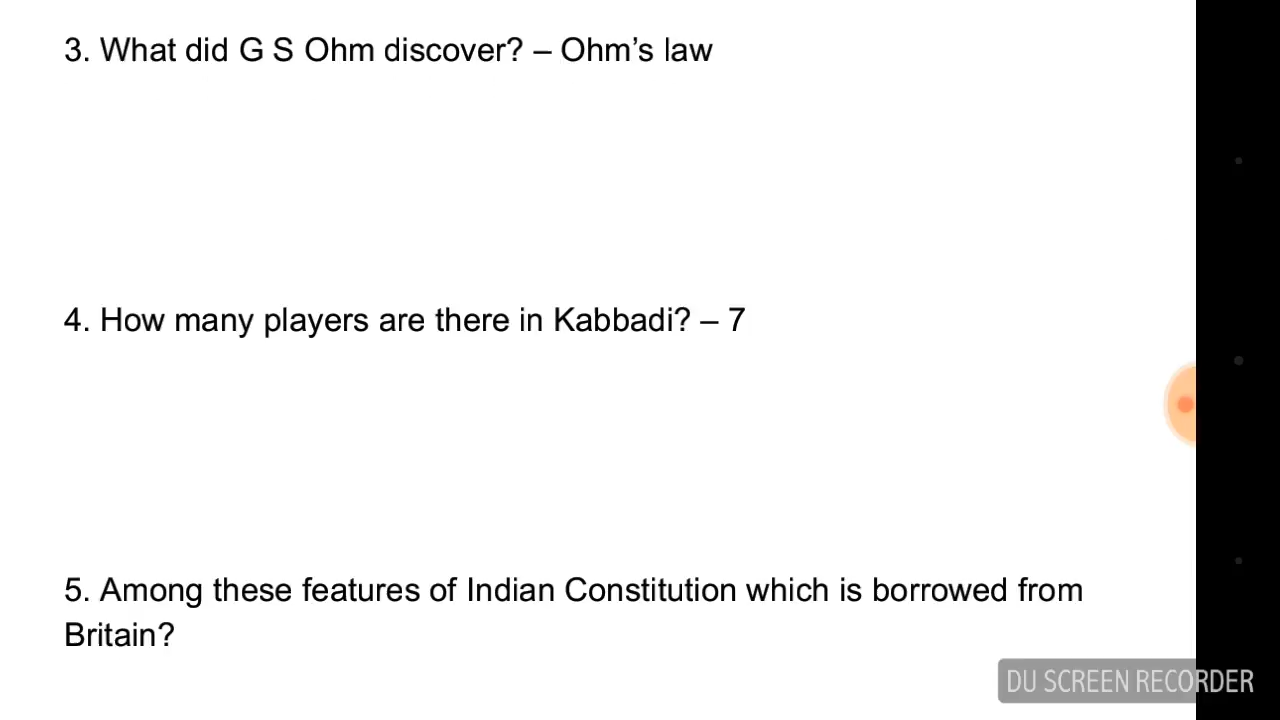 3. What did G S Ohm discover? – Ohm’s law
4. How many players are there in Kabbadi? – 7
5. Among these features of Indian Constitution which is borrowed from
Britain?
DU SCREEN RECORDER